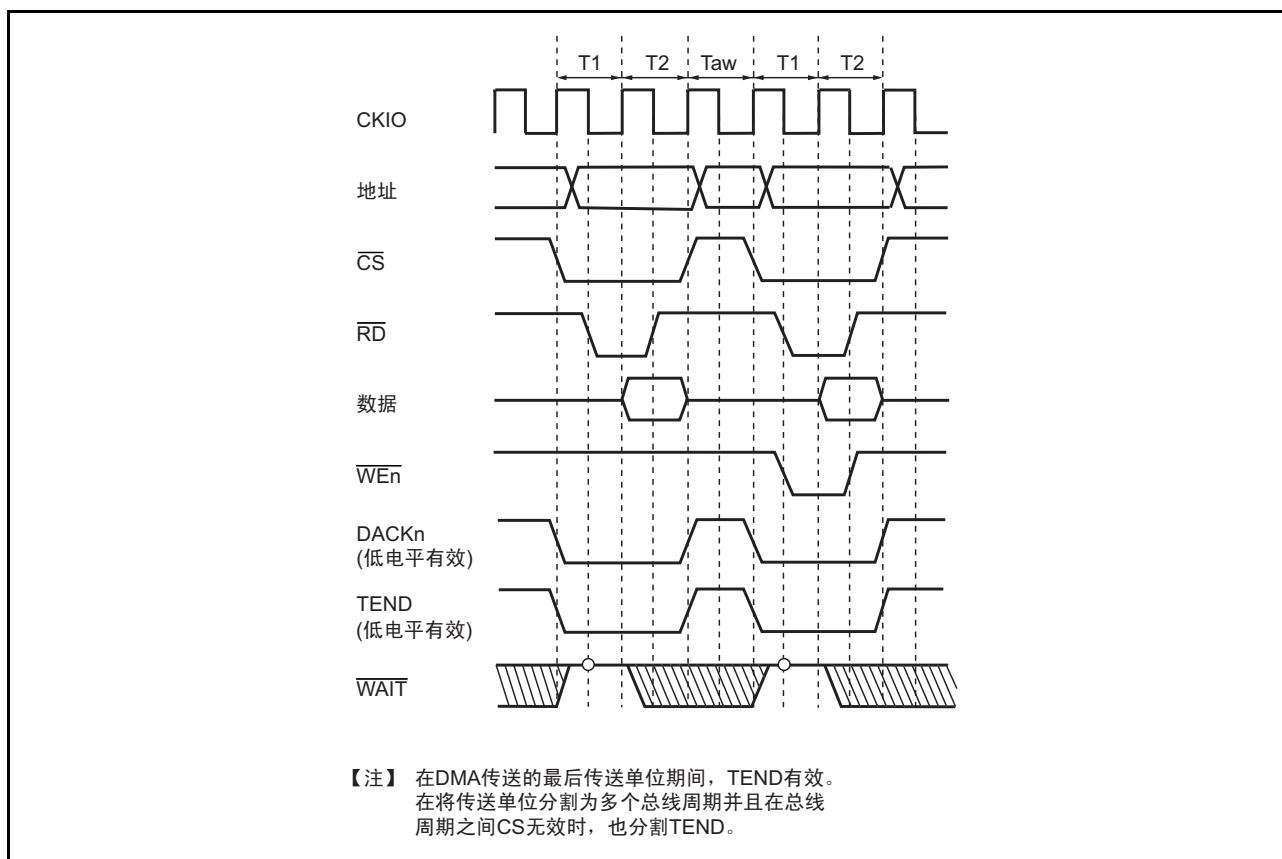 T1 T2 Taw T1 T2
CKIO
地址
CS
RD
数据
WEn
DACKn
(低电平有效)
TEND
(低电平有效)
WAIT
【注】 在DMA传送的最后传送单位期间，TEND有效。
在将传送单位分割为多个总线周期并且在总线
周期之间CS无效时，也分割TEND。